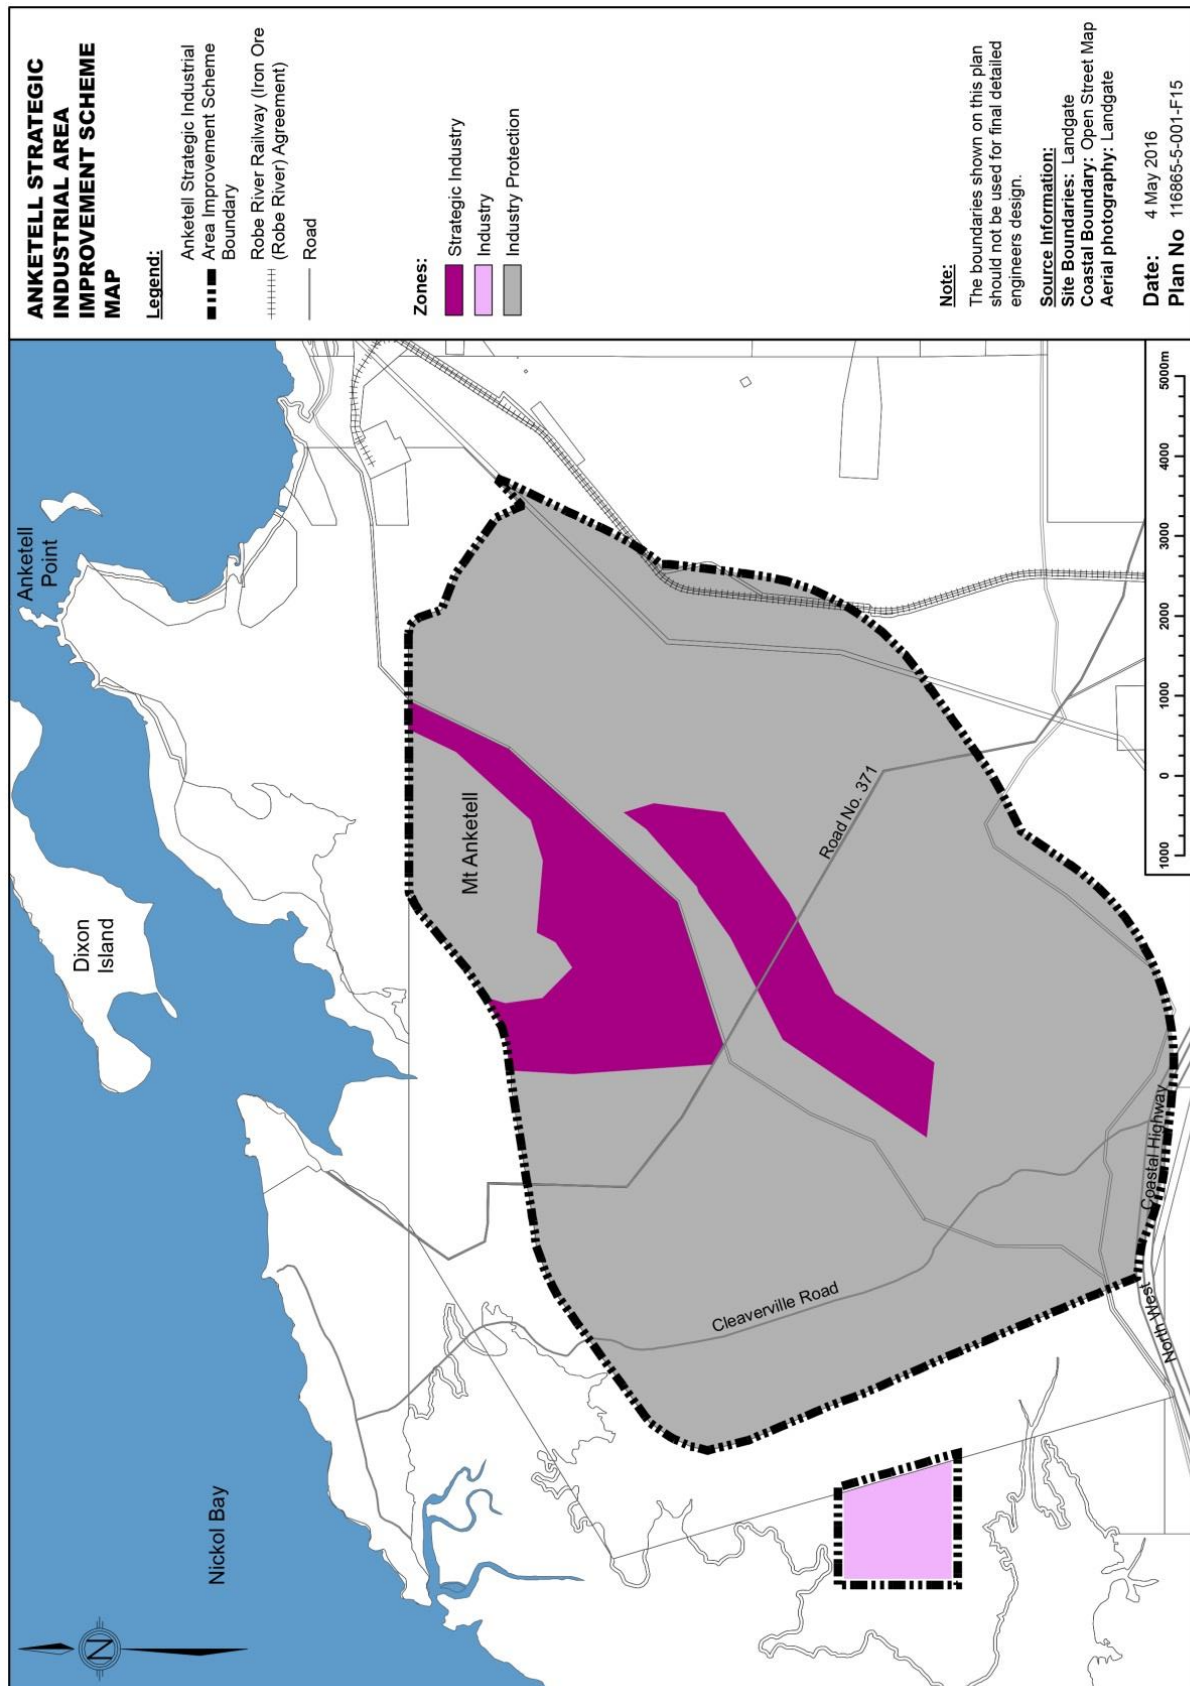 ANKETELL STRATEGIC
INDUSTRIAL AREA
IMPROVEMENT SCHEME
MAP
Legend:
Anketell Strategic Industrial
Area Improvement Scheme
Boundary
Robe River Railway (Iron Ore
(Robe River) Agreement)
Road
Zones:
Strategic Industry
Industry
Industry Protection
Note:
The boundaries shown on this plan
should not be used for final detailed
engineers design.
Source Information:
Site Boundaries: Landgate
Coastal Boundary: Open Street Map
Aerial photography: Landgate
Date: 4 May 2016
Plan No 116865-5-001-F15
N
Nickol Bay
Dixon
Island
Anketell
Point
Mt Anketell
Road No. 371
Cleaverville Road
North West
Coastal Highway
1000 0 1000 2000 3000 4000 5000m